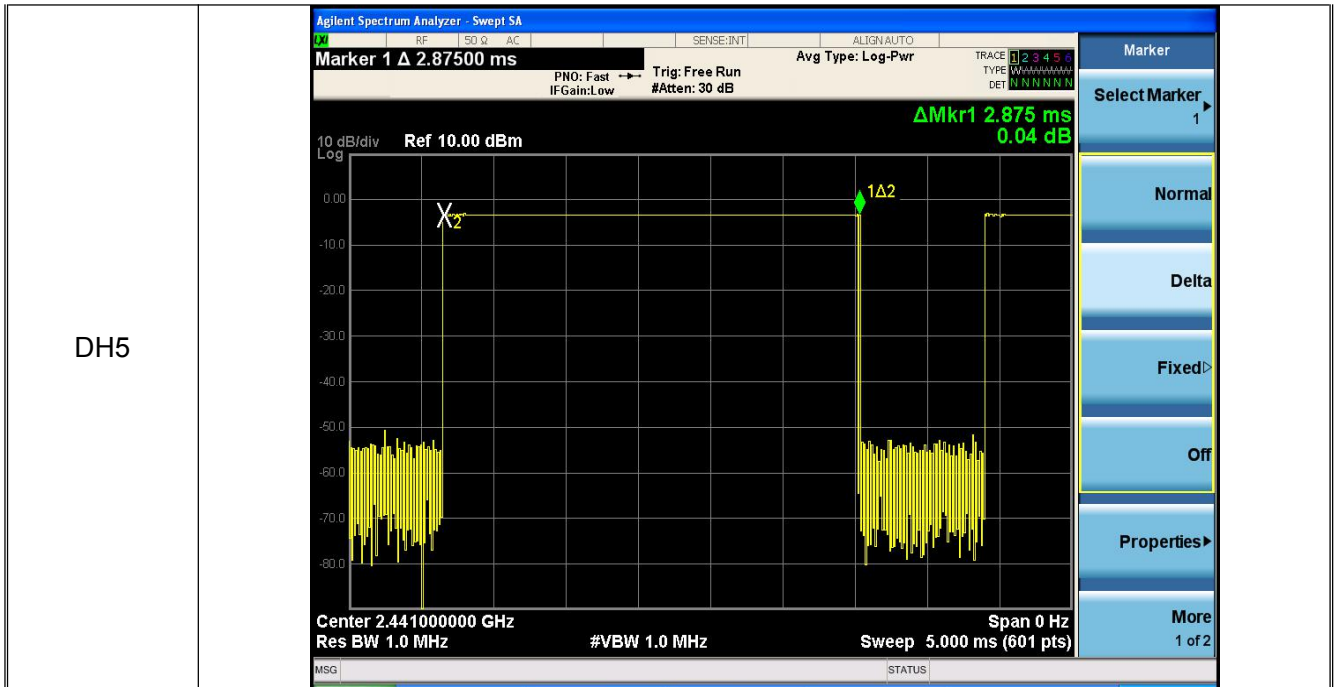 DH5
Agilent Spectrum Analyzer - Swept SA
LXI RF 50 Ω AC SENSE:INT ALIGN AUTO
Marker 1 Δ 2.87500 ms
PNO: Fast
IFGain:Low
Trig: Free Run
#Atten: 30 dB
Avg Type: Log-Pwr
TRACE 1 2 3 4 5 6
TYPE W
DET N N N N N N
ΔMkr1 2.875 ms
0.04 dB
10 dB/div Ref 10.00 dBm
Log
0.00
-10.0
-20.0
-30.0
-40.0
-50.0
-60.0
-70.0
-80.0
2
1Δ2
Center 2.441000000 GHz Span 0 Hz
Res BW 1.0 MHz #VBW 1.0 MHz Sweep 5.000 ms (601 pts)
MSG STATUS
Marker
Select Marker
1
Normal
Delta
Fixed
Off
Properties
More
1 of 2